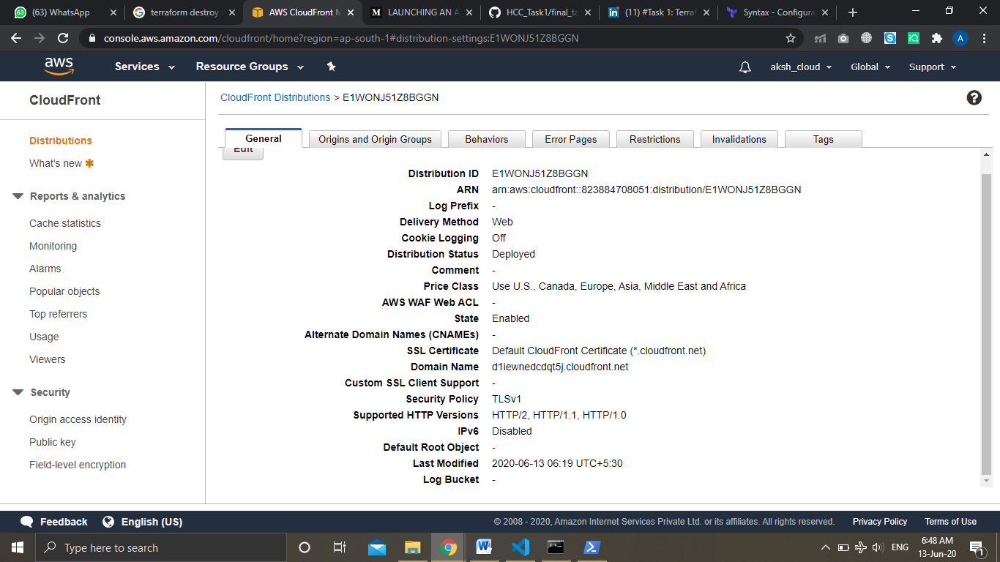 (63) WhatsApp
terraform destroy
AWS CloudFront M
LAUNCHING AN A
HCC_Task1/final_ta
(11) #Task 1: Terraf
Syntax - Configura
console.aws.amazon.com/cloudfront/home?region=ap-south-1#distribution-settings:E1WONJ51Z8BGGN
aws Services Resource Groups aksh_cloud Global Support
CloudFront
CloudFront Distributions > E1WONJ51Z8BGGN
Distributions
What's new
Reports & analytics
Cache statistics
Monitoring
Alarms
Popular objects
Top referrers
Usage
Viewers
Security
Origin access identity
Public key
Field-level encryption
General Origins and Origin Groups Behaviors Error Pages Restrictions Invalidations Tags
Edit
Distribution ID E1WONJ51Z8BGGN
ARN arn:aws:cloudfront::823884708051:distribution/E1WONJ51Z8BGGN
Log Prefix -
Delivery Method Web
Cookie Logging Off
Distribution Status Deployed
Comment -
Price Class Use U.S., Canada, Europe, Asia, Middle East and Africa
AWS WAF Web ACL -
State Enabled
Alternate Domain Names (CNAMEs) -
SSL Certificate Default CloudFront Certificate (*.cloudfront.net)
Domain Name d1iewnedcdqt5j.cloudfront.net
Custom SSL Client Support -
Security Policy TLSv1
Supported HTTP Versions HTTP/2, HTTP/1.1, HTTP/1.0
IPv6 Disabled
Default Root Object -
Last Modified 2020-06-13 06:19 UTC+5:30
Log Bucket -
Feedback English (US) © 2008 - 2020, Amazon Internet Services Private Ltd. or its affiliates. All rights reserved. Privacy Policy Terms of Use
Type here to search
ENG
6:48 AM
13-Jun-20
1